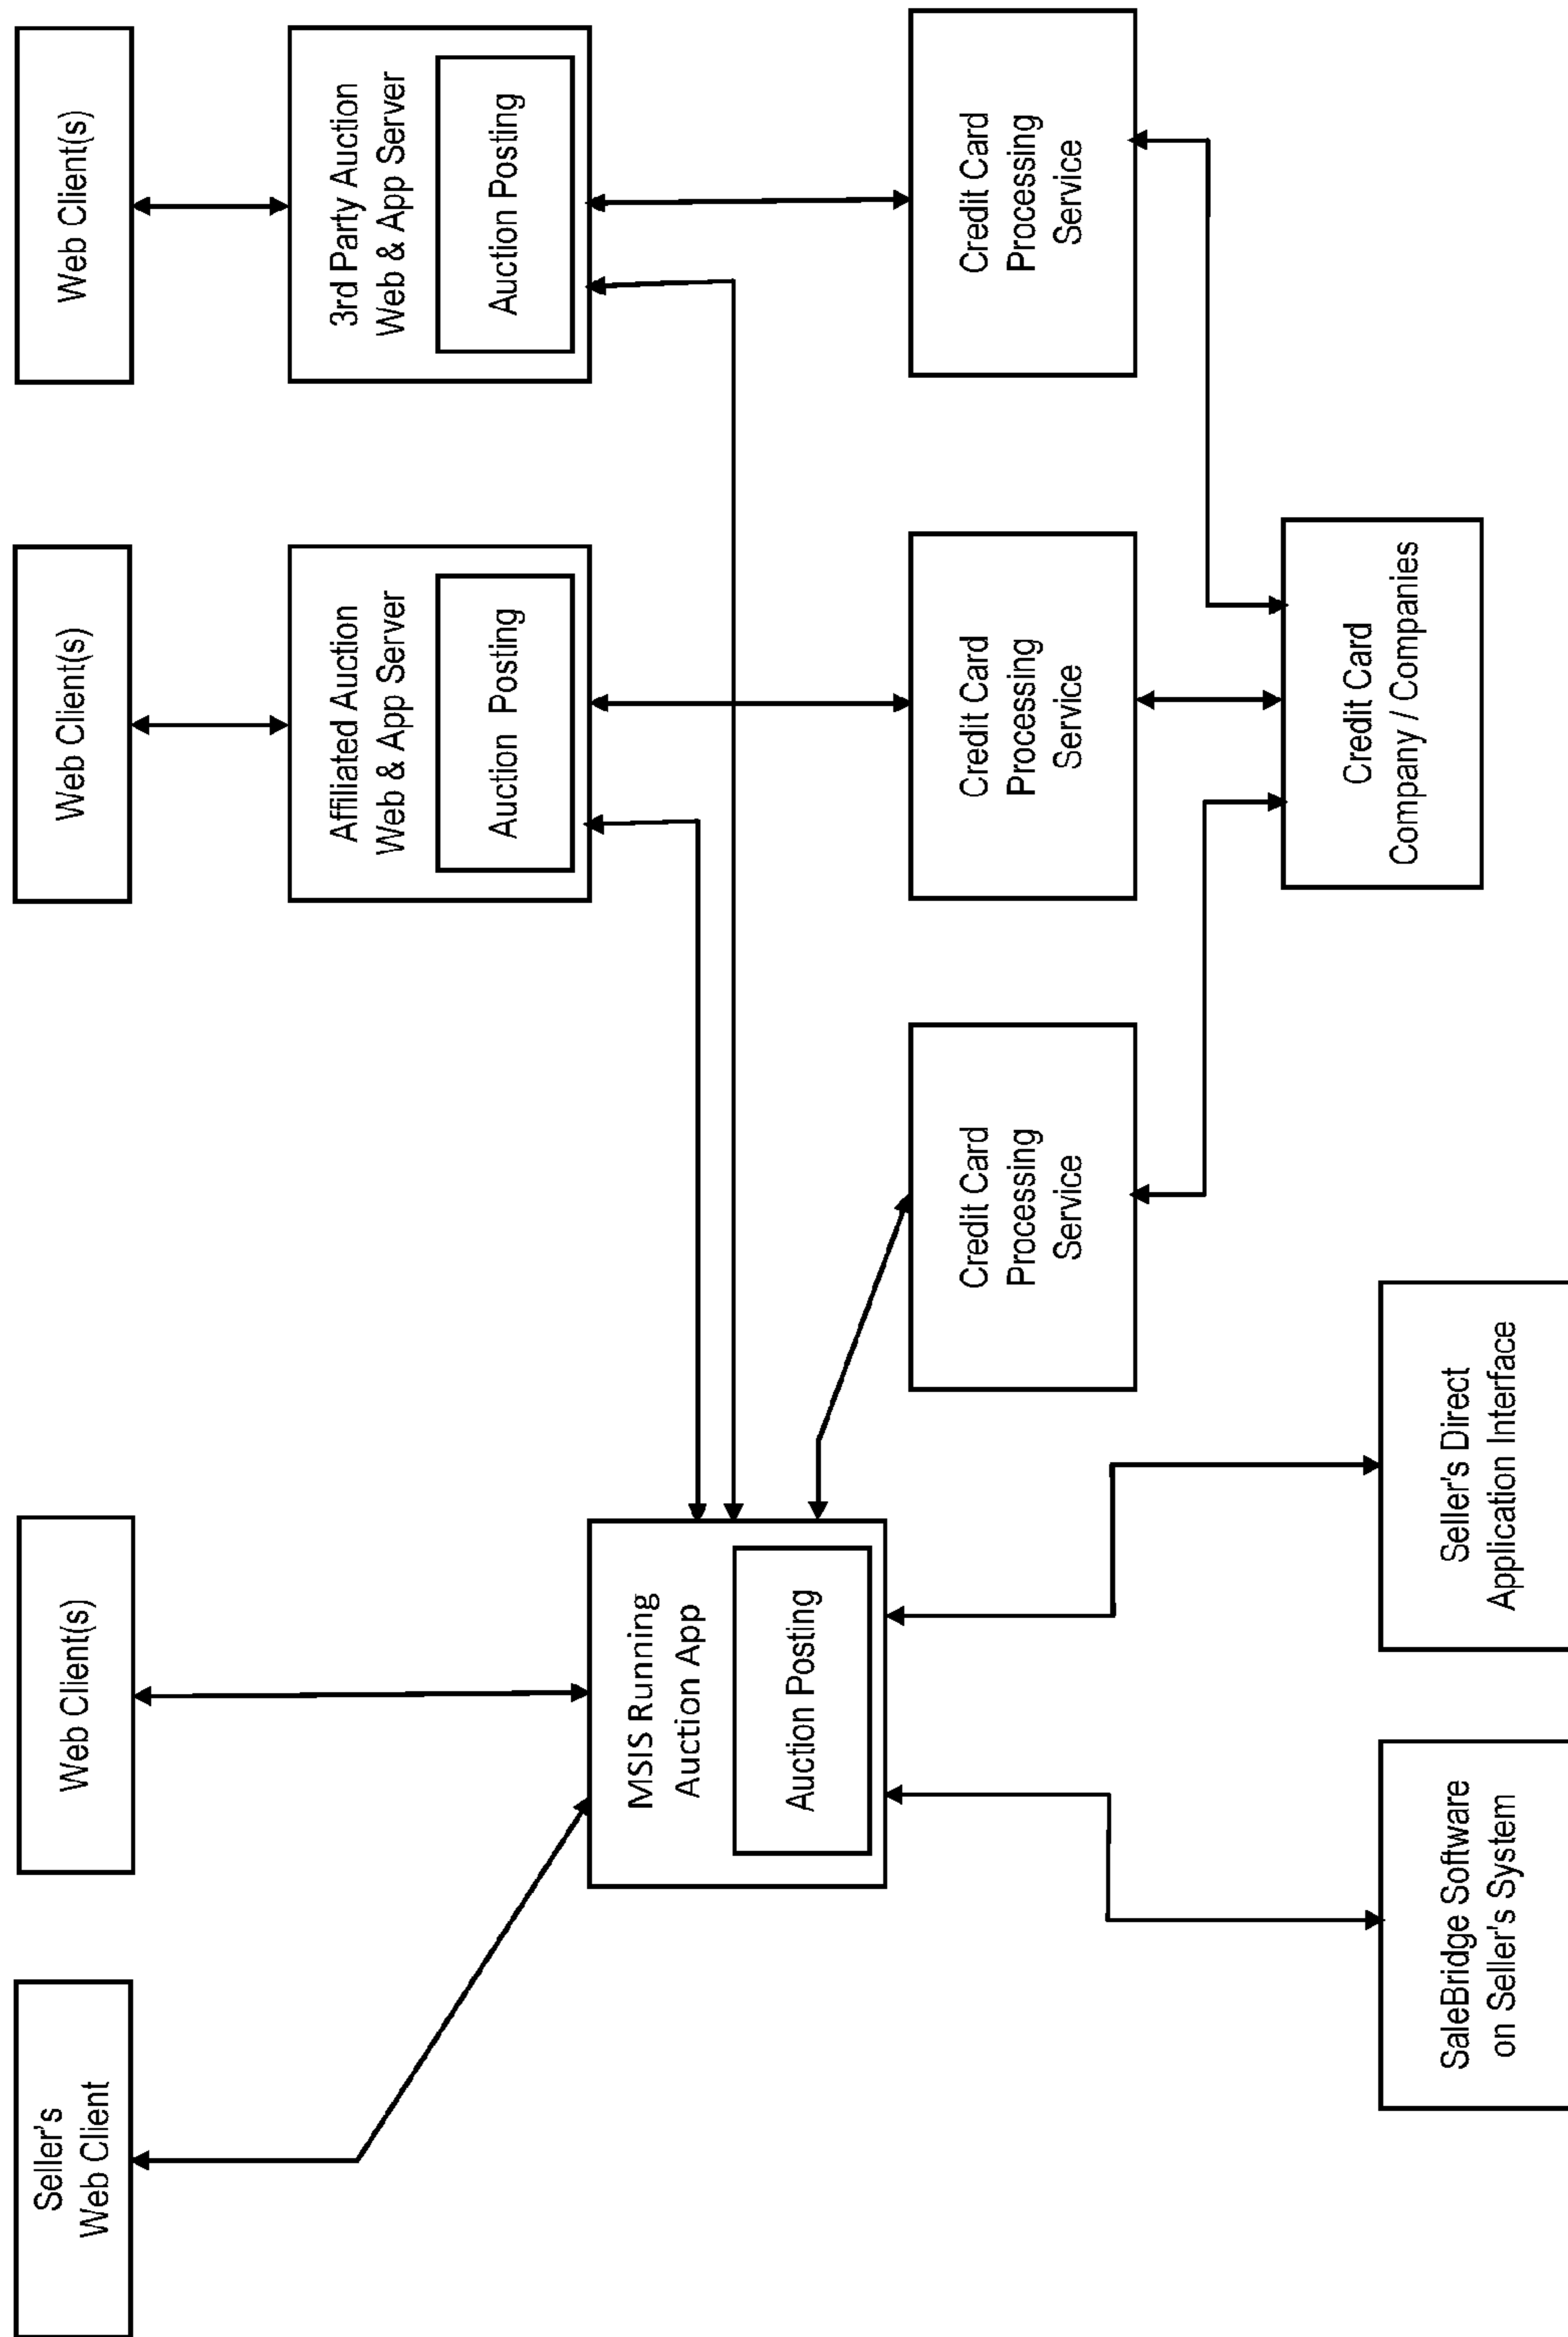 Seller's
Web Client
Web Client(s)
Web Client(s)
Web Client(s)
Affiliated Auction
Web & App Server
Auction Posting
3rd Party Auction
Web & App Server
Auction Posting
MSIS Running
Auction App
Auction Posting
Credit Card
Processing
Service
Credit Card
Processing
Service
Credit Card
Processing
Service
Credit Card
Company / Companies
SaleBridge Software
on Seller's System
Seller's Direct
Application Interface